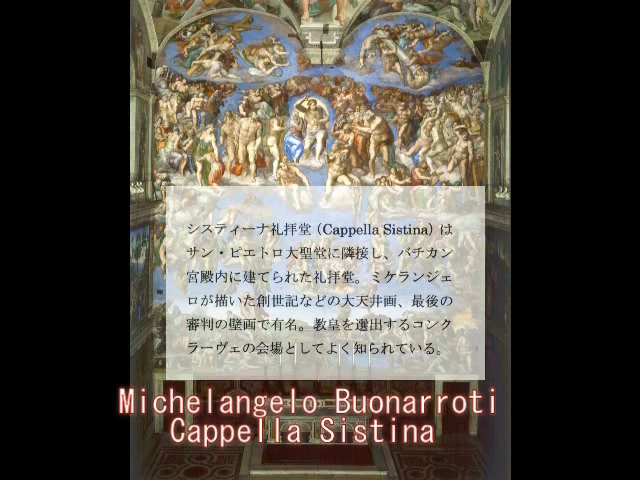 システィーナ礼拝堂 (Cappella Sistina) は
サン・ピエトロ大聖堂に隣接し、バチカン
宮殿内に建てられた礼拝堂。ミケランジェ
ロが描いた創世記などの大天井画、最後の
審判の壁画で有名。教皇を選出するコンク
ラーヴェの会場としてよく知られている。
Michelangelo Buonarroti
Cappella Sistina